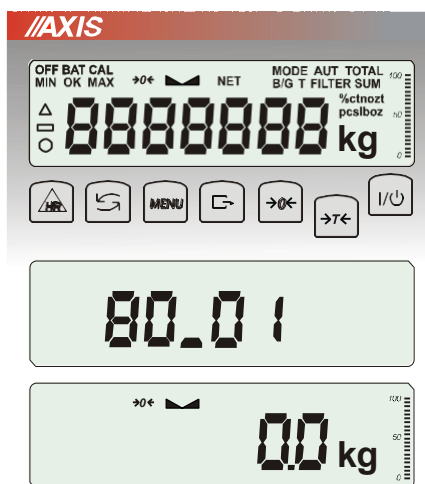 //AXIS
OFF BAT CAL →0← NET MODE AUT TOTAL 100
MIN OK MAX B/G T FILTER SUM
%ctnozt
pcslboz 50
8888888 kg
0
HR MENU →0← →T← I/⏻
80_01
→0← 100
50
0.0 kg
0